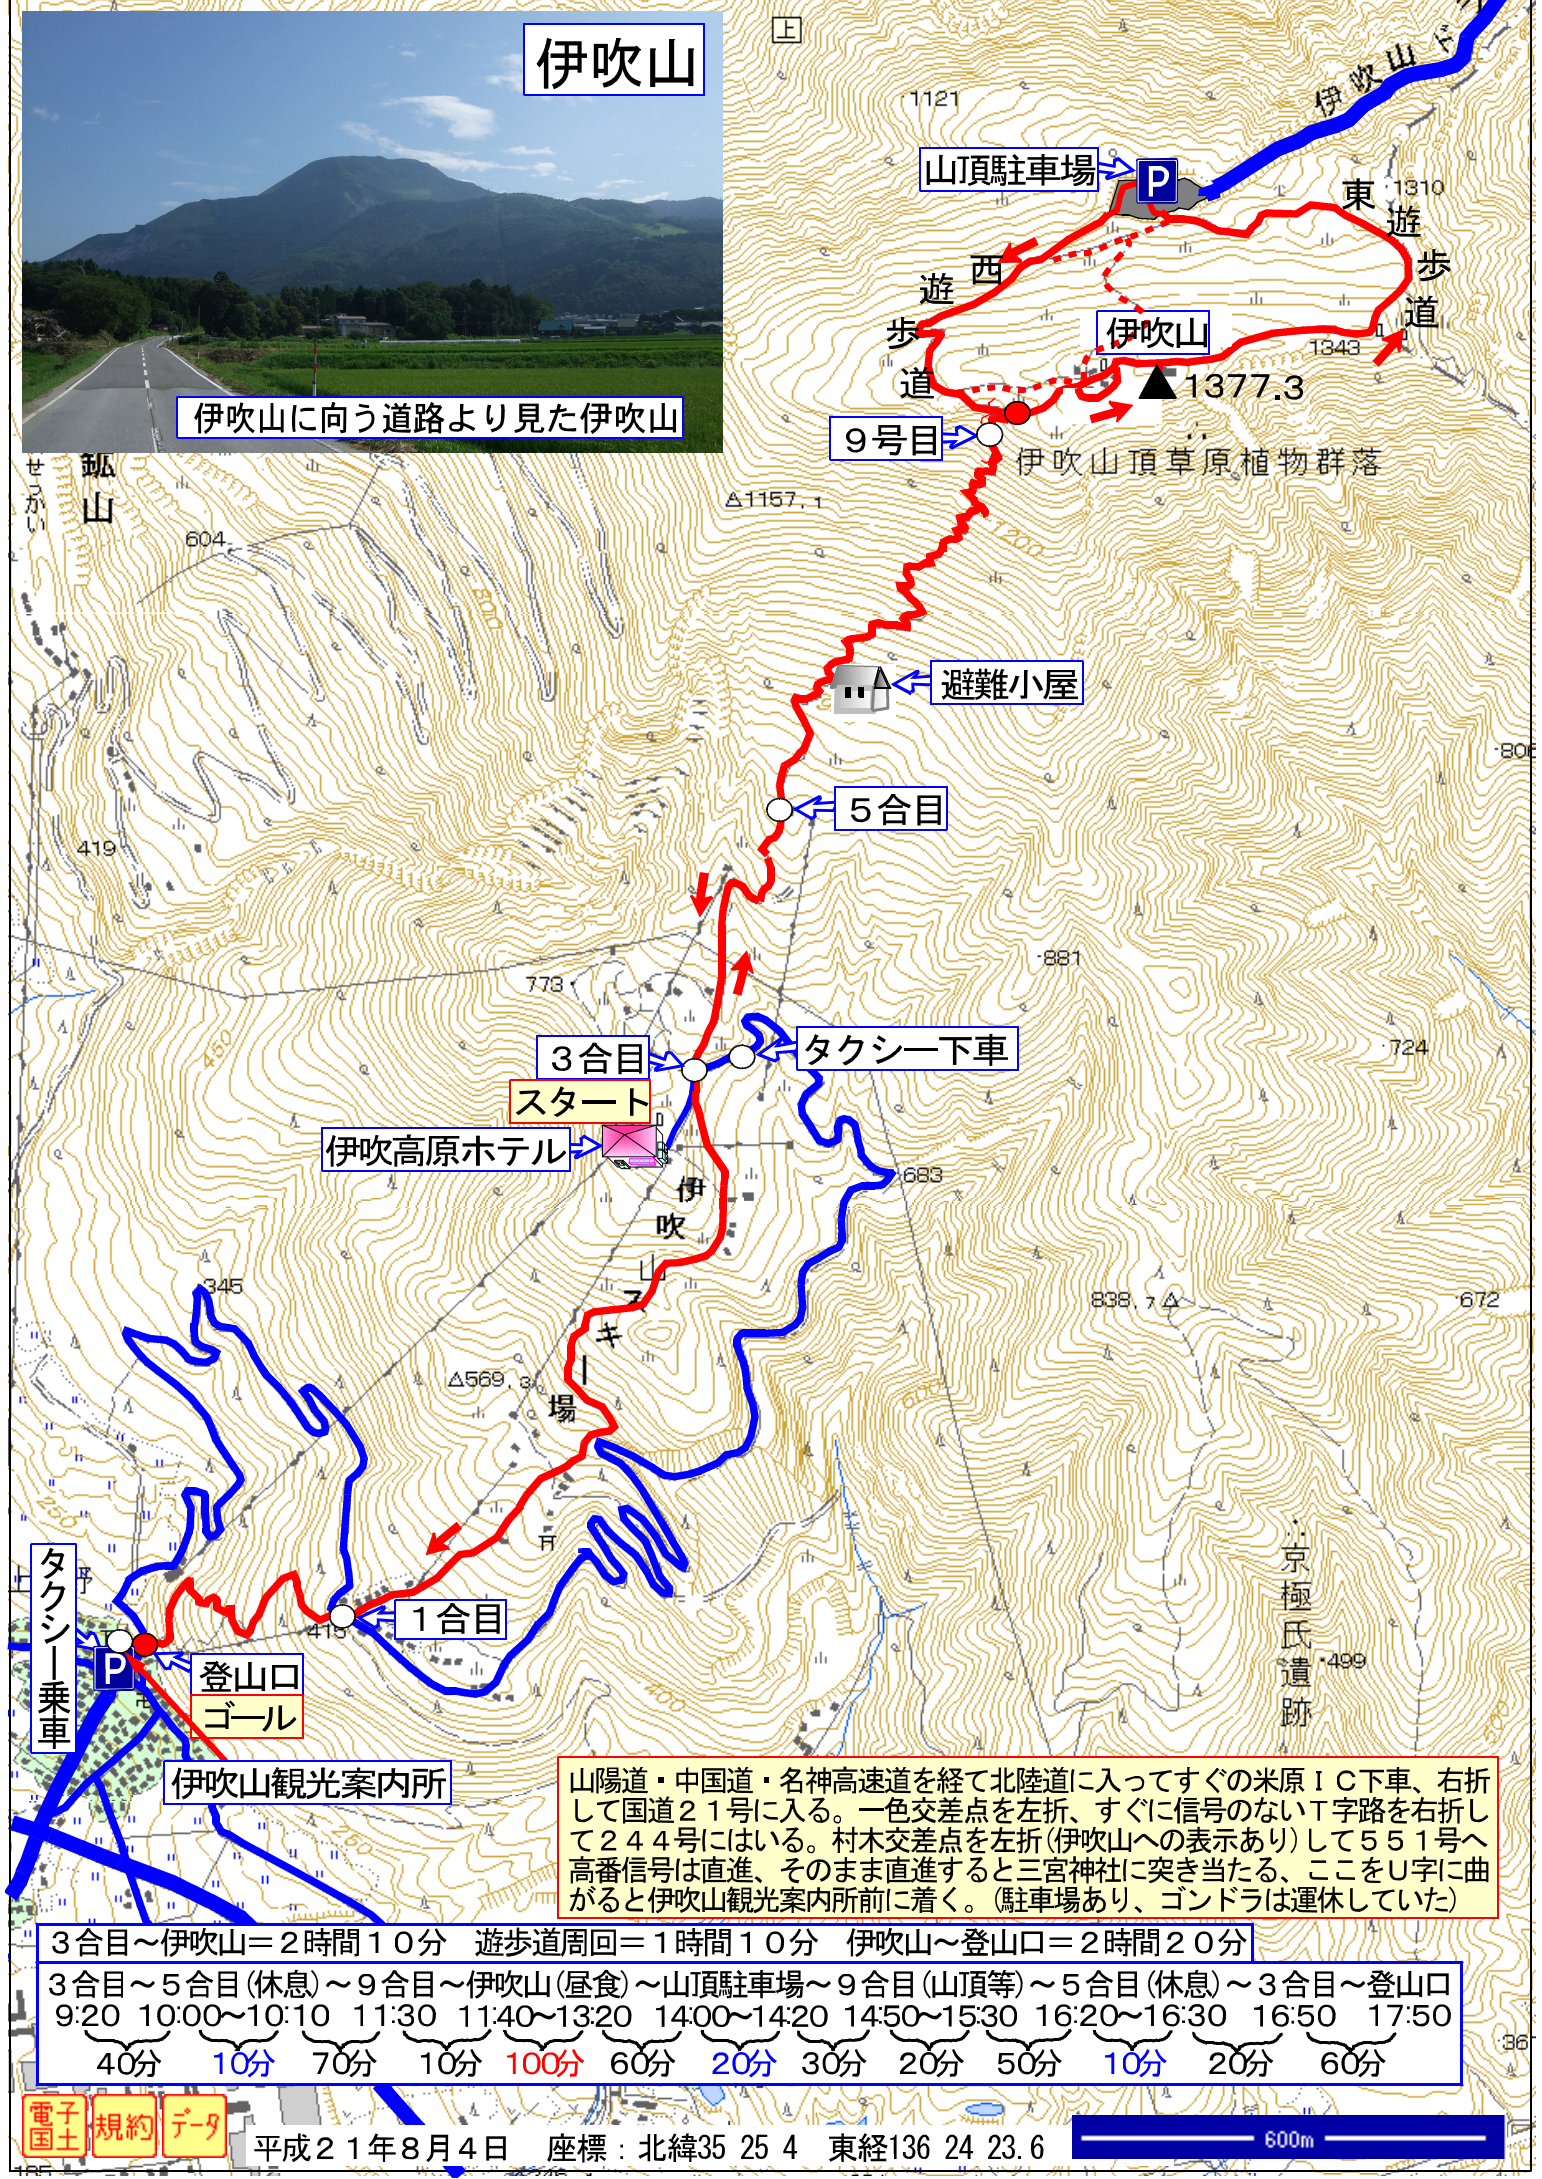 伊吹山
伊吹山に向う道路より見た伊吹山
上
伊吹山ド
1121
山頂駐車場
P
1310
東遊歩道
西遊歩道
伊吹山
1343
1377.3
9号目
伊吹山頂草原植物群落
せっかい
鉱山
604
800
1157.1
1200
避難小屋
806
5合目
419
881
773
724
450
3合目
タクシー下車
スタート
伊吹高原ホテル
683
伊吹山スキー場
345
838.7
672
569.3
600
250
タクシー乗車
上野
1合目
415
P
登山口
ゴール
京極氏遺跡
499
450
伊吹山観光案内所
250
山陽道・中国道・名神高速道を経て北陸道に入ってすぐの米原IC下車、右折
して国道21号に入る。一色交差点を左折、すぐに信号のないT字路を右折し
て244号にはいる。村木交差点を左折(伊吹山への表示あり)して551号へ
高番信号は直進、そのまま直進すると三宮神社に突き当たる、ここをU字に曲
がると伊吹山観光案内所前に着く。(駐車場あり、ゴンドラは運休していた)
3合目～伊吹山＝2時間10分 遊歩道周回＝1時間10分 伊吹山～登山口＝2時間20分
3合目～5合目(休息)～9合目～伊吹山(昼食)～山頂駐車場～9合目(山頂等)～5合目(休息)～3合目～登山口
9:20 10:00～10:10 11:30 11:40～13:20 14:00～14:20 14:50～15:30 16:20～16:30 16:50 17:50
40分 10分 70分 10分 100分 60分 20分 30分 20分 50分 10分 20分 60分
電子国土 規約 データ
平成21年8月4日 座標：北緯35 25 4 東経136 24 23.6
600m